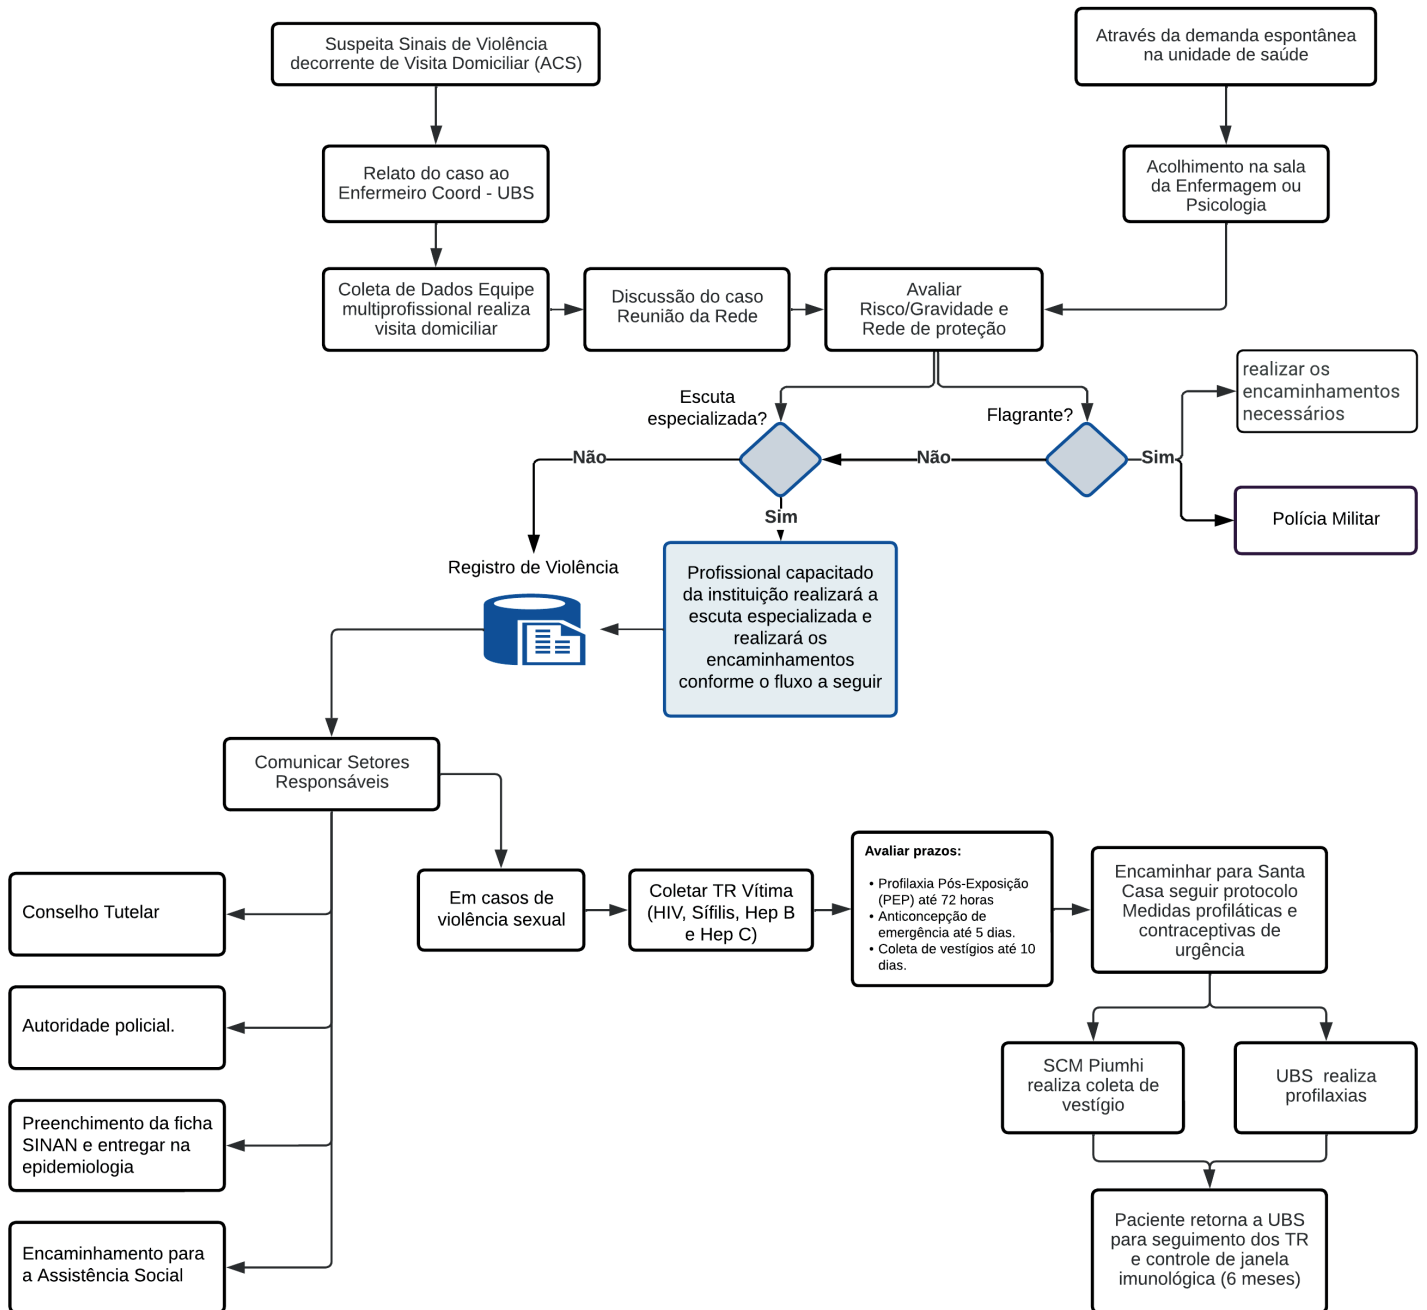 Suspeita Sinais de Violência
decorrente de Visita Domiciliar (ACS)
Através da demanda espontânea
na unidade de saúde
Relato do caso ao
Enfermeiro Coord - UBS
Acolhimento na sala
da Enfermagem ou
Psicologia
Coleta de Dados Equipe
multiprofissional realiza
visita domiciliar
Discussão do caso
Reunião da Rede
Avaliar
Risco/Gravidade e
Rede de proteção
Escuta
especializada?
Flagrante?
realizar os
encaminhamentos
necessários
Não
Não
Sim
Sim
Polícia Militar
Registro de Violência
Profissional capacitado
da instituição realizará a
escuta especializada e
realizará os
encaminhamentos
conforme o fluxo a seguir
Comunicar Setores
Responsáveis
Conselho Tutelar
Autoridade policial.
Preenchimento da ficha
SINAN e entregar na
epidemiologia
Encaminhamento para
a Assistência Social
Em casos de
violência sexual
Coletar TR Vítima
(HIV, Sífilis, Hep B
e Hep C)
Avaliar prazos:
• Profilaxia Pós-Exposição
(PEP) até 72 horas
• Anticoncepção de
emergência até 5 dias.
• Coleta de vestígios até 10
dias.
Encaminhar para Santa
Casa seguir protocolo
Medidas profiláticas e
contraceptivas de
urgência
SCM Piumhi
realiza coleta de
vestígio
UBS realiza
profilaxias
Paciente retorna a UBS
para seguimento dos TR
e controle de janela
imunológica (6 meses)